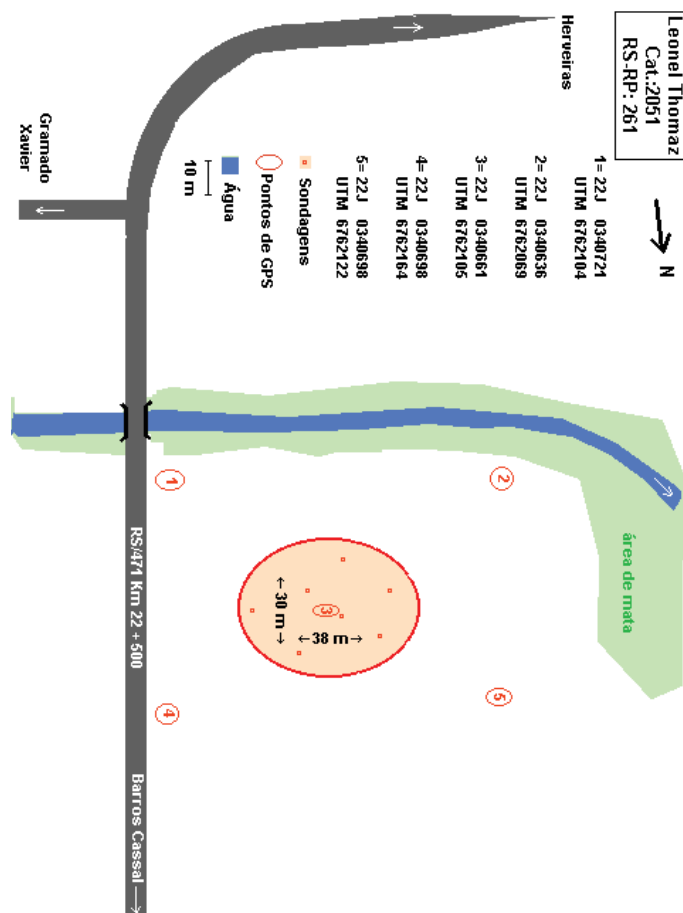 Leonel Thomaz
Cat.:2051
RS-RP: 261
N
Herveiras
1= 22J 0340721
UTM 6762104
2= 22J 0340636
UTM 6762069
3= 22J 0340661
UTM 6762105
4= 22J 0340698
UTM 6762164
5= 22J 0340698
UTM 6762122
Sondagens
Pontos de GPS
Água
10 m
Gramado
Xavier
1
2
área de mata
3
30 m
38 m
RS/471 Km 22 + 500
4
5
Barros Cassal